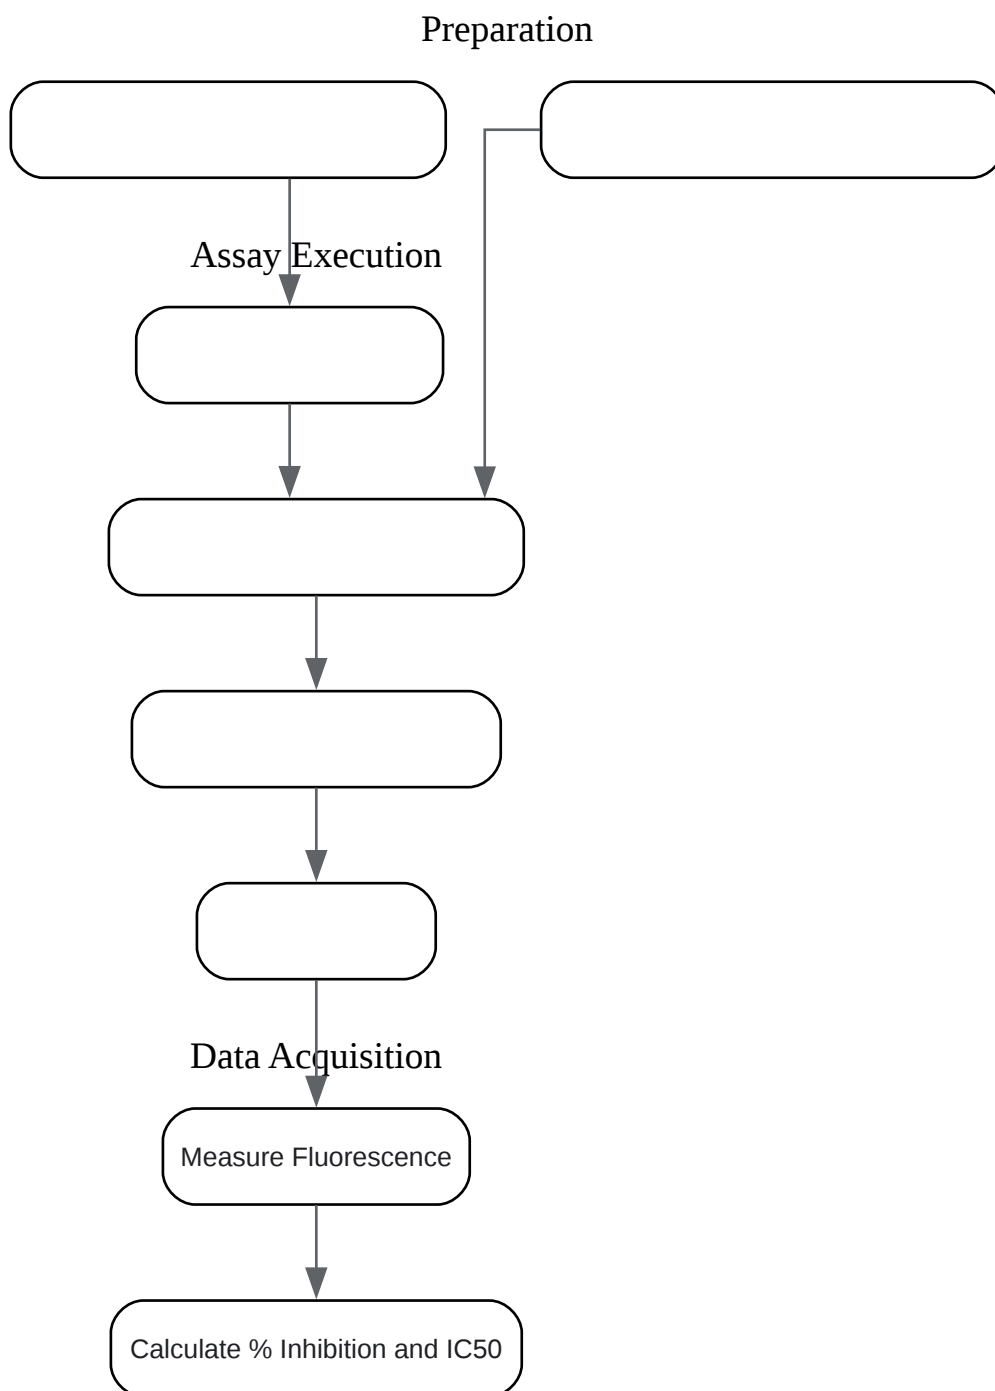 Preparation
Assay Execution
Data Acquisition
Measure Fluorescence
Calculate % Inhibition and IC50